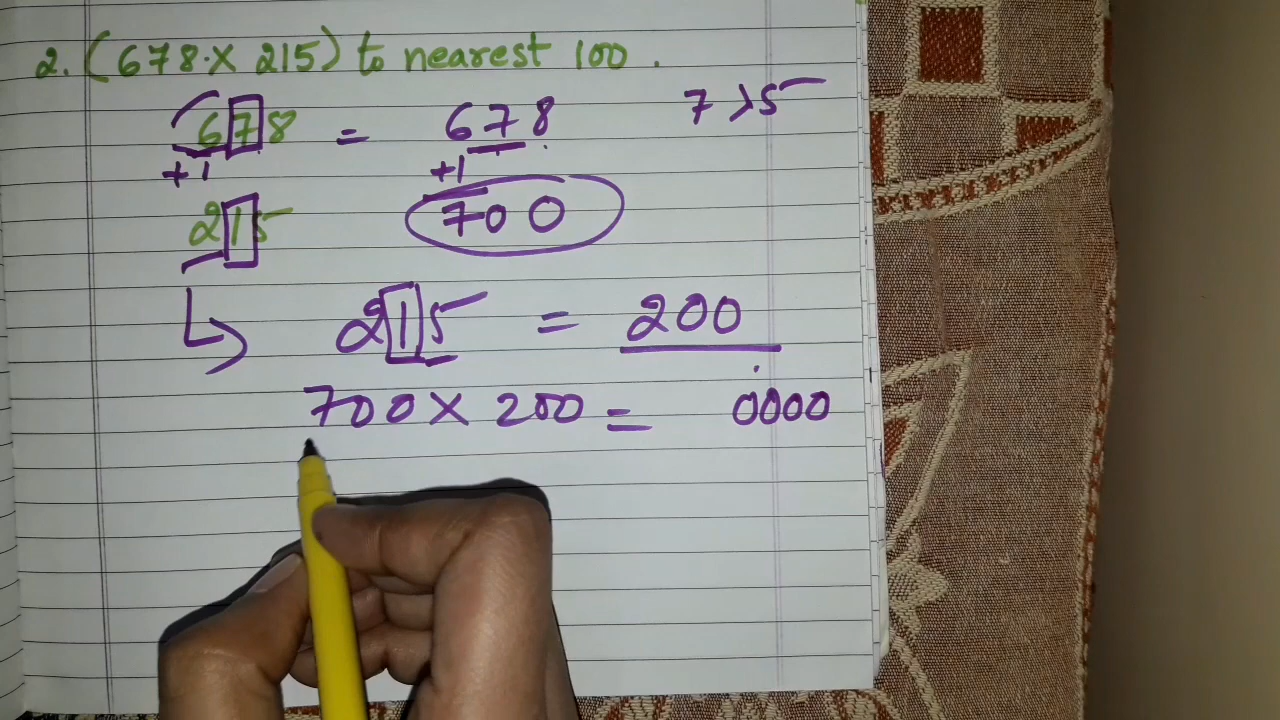 2. (678 × 215) to nearest 100.
678 = 678 7 > 5
+1 +1
215 700
215 = 200
700 × 200 = 0000